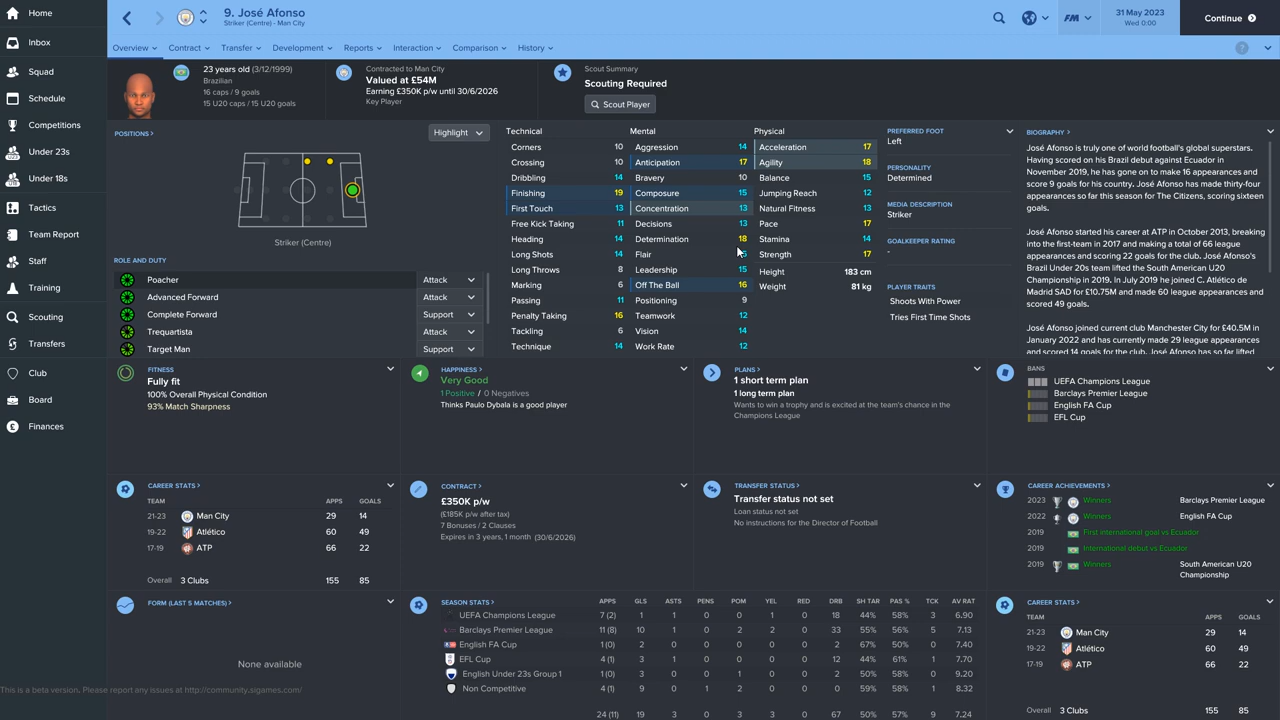 Home
Inbox
Squad
Schedule
Competitions
Under 23s
Under 18s
Tactics
Team Report
Staff
Training
Scouting
Transfers
Club
Board
Finances
9. José Afonso
Striker (Centre) - Man City
FM
31 May 2023
Wed 0:00
Continue
Overview
Contract
Transfer
Development
Reports
Interaction
Comparison
History
?
23 years old (3/12/1999)
Brazilian
16 caps / 9 goals
15 U20 caps / 15 U20 goals
Contracted to Man City
Valued at £54M
Earning £350K p/w until 30/6/2026
Key Player
Scout Summary
Scouting Required
Scout Player
POSITIONS >
Highlight
Striker (Centre)
ROLE AND DUTY
Poacher Attack
Advanced Forward Attack
Complete Forward Support
Trequartista Attack
Target Man Support
Technical
Corners 10
Crossing 10
Dribbling 14
Finishing 19
First Touch 13
Free Kick Taking 11
Heading 14
Long Shots 14
Long Throws 8
Marking 6
Passing 11
Penalty Taking 16
Tackling 6
Technique 14
Mental
Aggression 14
Anticipation 17
Bravery 10
Composure 15
Concentration 13
Decisions 13
Determination 18
Flair
Leadership 15
Off The Ball 16
Positioning 9
Teamwork 12
Vision 14
Work Rate 12
Physical
Acceleration 17
Agility 18
Balance 15
Jumping Reach 12
Natural Fitness 13
Pace 17
Stamina 14
Strength 17
Height 183 cm
Weight 81 kg
PREFERRED FOOT
Left
PERSONALITY
Determined
MEDIA DESCRIPTION
Striker
GOALKEEPER RATING
-
PLAYER TRAITS
Shoots With Power
Tries First Time Shots
BIOGRAPHY >
José Afonso is truly one of world football's global superstars.
Having scored on his Brazil debut against Ecuador in
November 2019, he has gone on to make 16 appearances and
score 9 goals for his country. José Afonso has made thirty-four
appearances so far this season for The Citizens, scoring sixteen
goals.
José Afonso started his career at ATP in October 2013, breaking
into the first-team in 2017 and making a total of 66 league
appearances and scoring 22 goals for the club. José Afonso's
Brazil Under 20s team lifted the South American U20
Championship in 2019. In July 2019 he joined C. Atlético de
Madrid SAD for £10.75M and made 60 league appearances and
scored 49 goals.
José Afonso joined current club Manchester City for £40.5M in
January 2022 and has currently made 29 league appearances
and scored 14 goals for the club. José Afonso has so far lifted
FITNESS
Fully fit
100% Overall Physical Condition
93% Match Sharpness
HAPPINESS >
Very Good
1 Positive / 0 Negatives
Thinks Paulo Dybala is a good player
PLANS >
1 short term plan
1 long term plan
Wants to win a trophy and is excited at the team's chance in the
Champions League
BANS
UEFA Champions League
Barclays Premier League
English FA Cup
EFL Cup
CAREER STATS >
TEAM APPS GOALS
21-23 Man City 29 14
19-22 Atlético 60 49
17-19 ATP 66 22
Overall 3 Clubs 155 85
CONTRACT >
£350K p/w
(£185K p/w after tax)
7 Bonuses / 2 Clauses
Expires in 3 years, 1 month (30/6/2026)
TRANSFER STATUS >
Transfer status not set
Loan status not set
No instructions for the Director of Football
CAREER ACHIEVEMENTS >
2023 Winners Barclays Premier League
2022 Winners English FA Cup
2019 First international goal vs Ecuador
2019 International debut vs Ecuador
2019 Winners South American U20
Championship
FORM (LAST 5 MATCHES) >
None available
SEASON STATS > APPS GLS ASTS PENS POM YEL RED DRB SH TAR PAS % TCK AV RAT
UEFA Champions League 7 (2) 1 1 0 0 1 0 18 44% 58% 3 6.90
Barclays Premier League 11 (8) 10 1 0 2 2 0 33 55% 56% 5 7.13
English FA Cup 1 (0) 2 0 0 0 0 0 2 67% 50% 0 7.40
EFL Cup 4 (1) 3 1 0 0 0 0 12 44% 61% 1 7.70
English Under 23s Group 1 1 (0) 3 0 0 1 0 0 2 50% 58% 0 9.20
Non Competitive 4 (1) 9 0 1 2 0 0 0 59% 58% 1 8.32
24 (11) 19 3 0 3 3 0 67 50% 57% 9 7.24
CAREER STATS >
TEAM APPS GOALS
21-23 Man City 29 14
19-22 Atlético 60 49
17-19 ATP 66 22
Overall 3 Clubs 155 85
This is a beta version. Please report any issues at http://community.sigames.com/